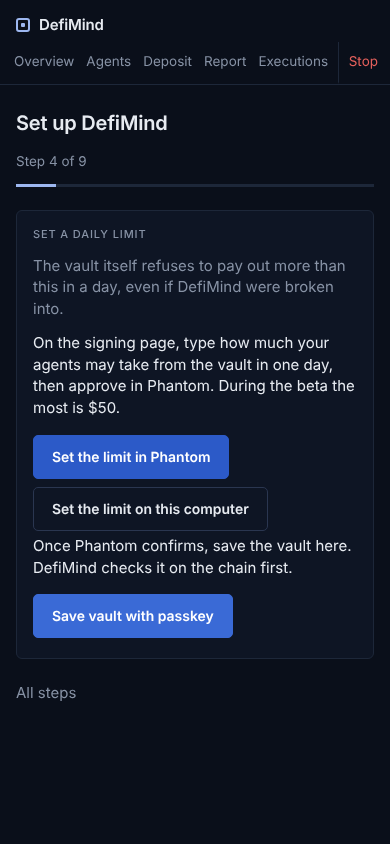 DefiMind
Overview Agents Deposit Report Executions Stop
Set up DefiMind
Step 4 of 9
SET A DAILY LIMIT
The vault itself refuses to pay out more than
this in a day, even if DefiMind were broken
into.
On the signing page, type how much your
agents may take from the vault in one day,
then approve in Phantom. During the beta the
most is $50.
Set the limit in Phantom
Set the limit on this computer
Once Phantom confirms, save the vault here.
DefiMind checks it on the chain first.
Save vault with passkey
All steps